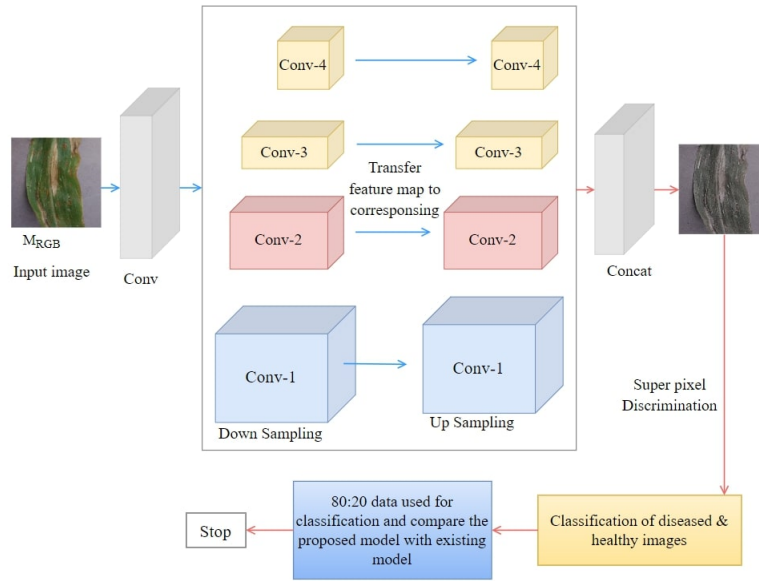 Conv-4
Conv-4
Conv-3
Conv-3
Transfer
feature map to
corresponsing
Conv-2
Conv-2
M_RGB
Input image
Conv
Concat
Conv-1
Conv-1
Down Sampling
Up Sampling
Super pixel
Discrimination
80:20 data used for
classification and compare the
proposed model with existing
model
Stop
Classification of diseased &
healthy images